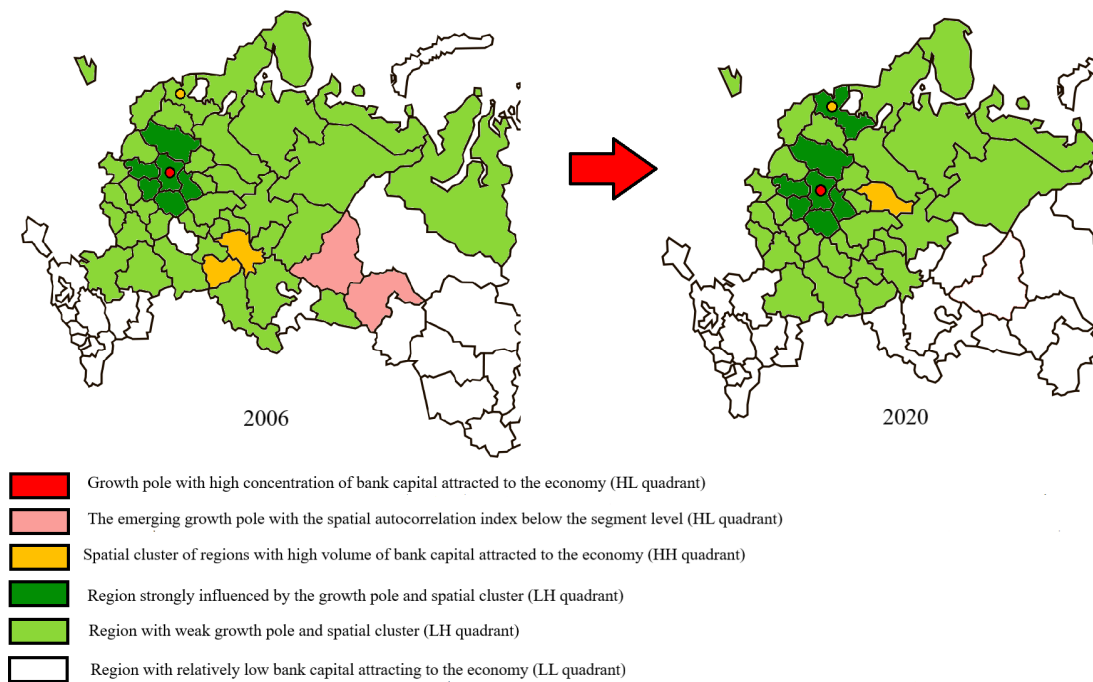 2006
2020
Growth pole with high concentration of bank capital attracted to the economy (HL quadrant)
The emerging growth pole with the spatial autocorrelation index below the segment level (HL quadrant)
Spatial cluster of regions with high volume of bank capital attracted to the economy (HH quadrant)
Region strongly influenced by the growth pole and spatial cluster (LH quadrant)
Region with weak growth pole and spatial cluster (LH quadrant)
Region with relatively low bank capital attracting to the economy (LL quadrant)